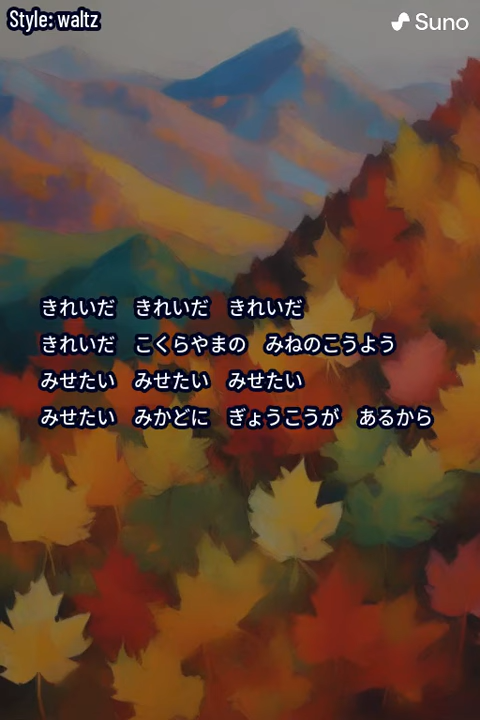 Style: waltz
Suno
きれいだ　きれいだ　きれいだ
きれいだ　こくらやまの　みねのこうよう
みせたい　みせたい　みせたい
みせたい　みかどに　ぎょうこうが　あるから